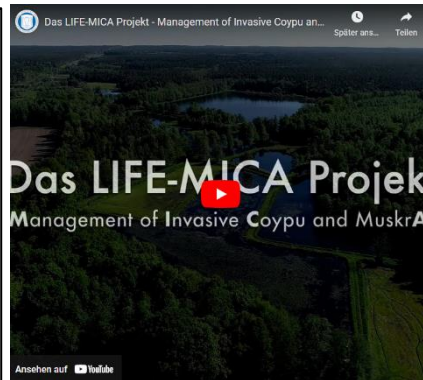 Das LIFE-MICA Projekt - Management of Invasive Coypu an...
Später ans...
Teilen
Das LIFE-MICA Projek
Management of Invasive Coypu and MuskrA
Ansehen auf YouTube